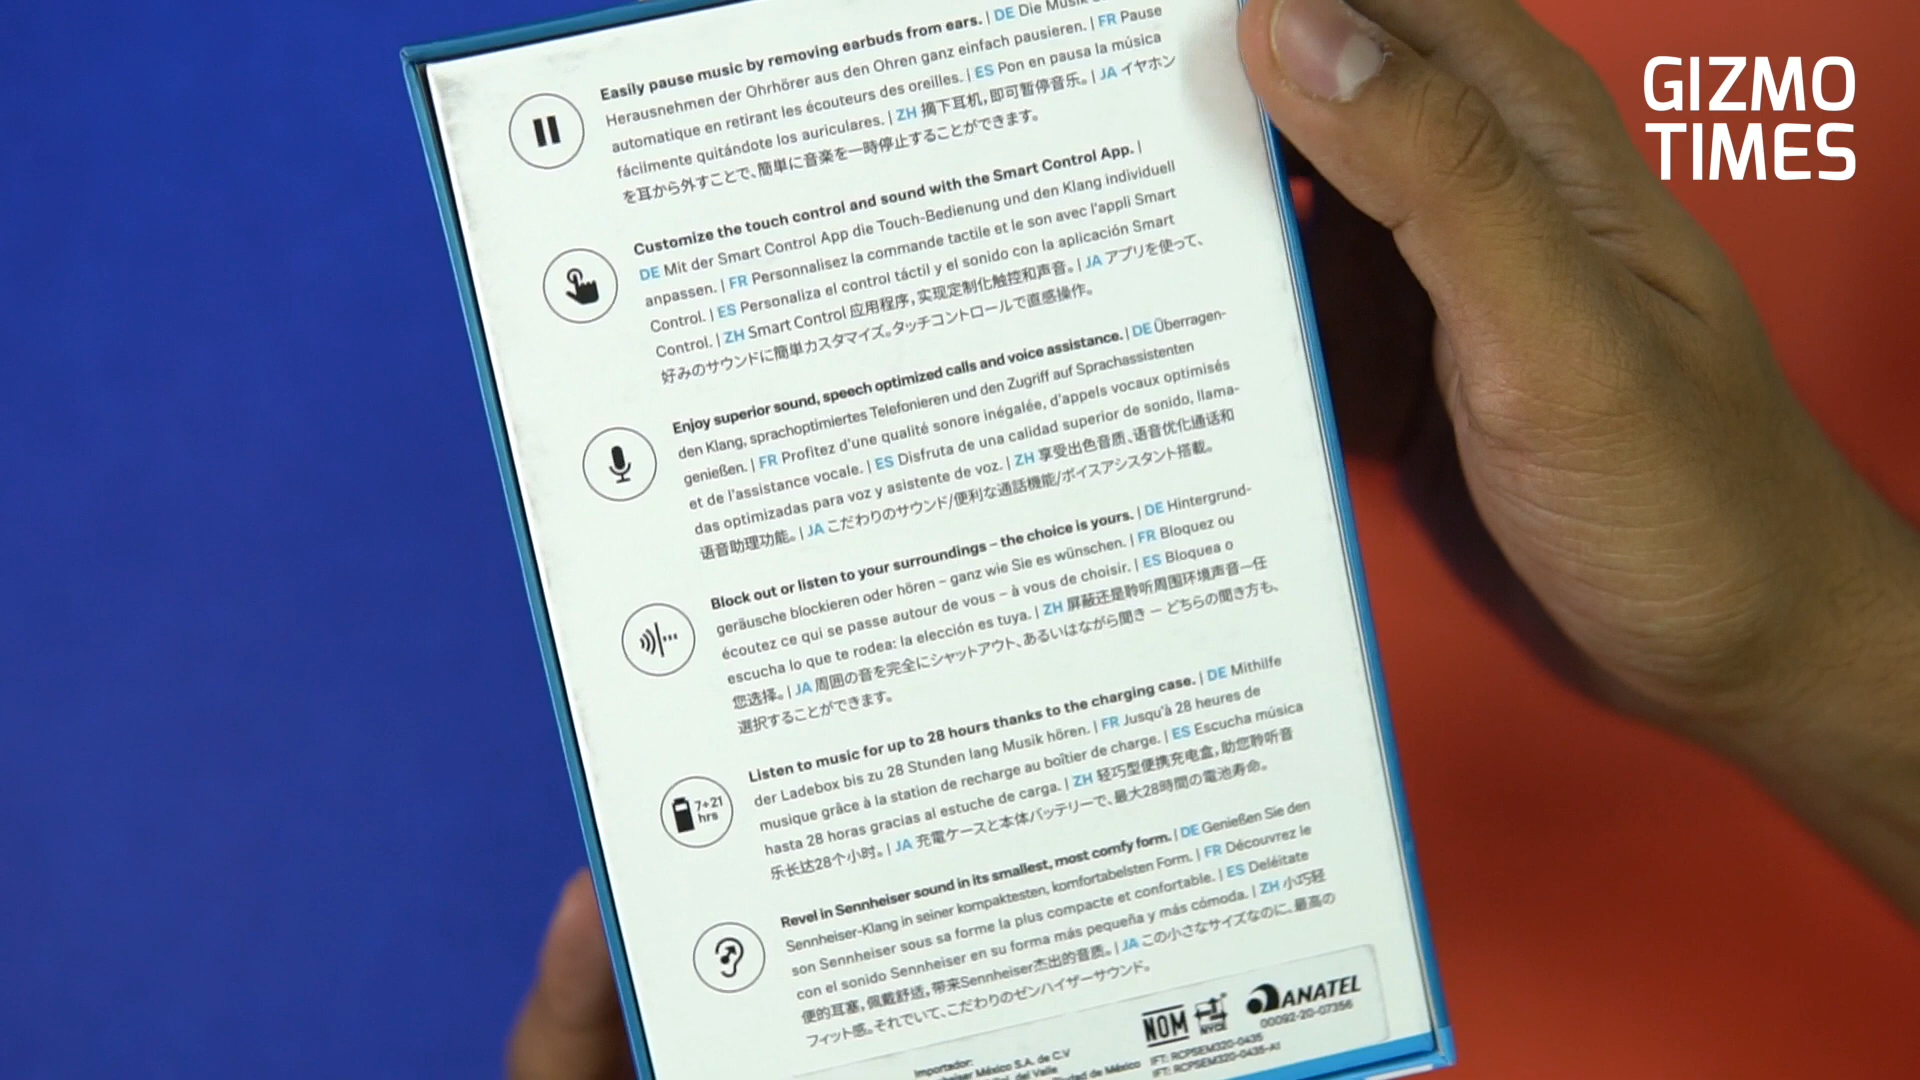 GIZMO
TIMES
Easily pause music by removing earbuds from ears. | DE Die Musik
Herausnehmen der Ohrhörer aus den Ohren ganz einfach pausieren. | FR Pause
automatique en retirant les écouteurs des oreilles. | ES Pon en pausa la música
fácilmente quitándote los auriculares. | ZH 摘下耳机，即可暂停音乐。 | JA イヤホン
を耳から外すことで、簡単に音楽を一時停止することができます。
Customize the touch control and sound with the Smart Control App. |
DE Mit der Smart Control App die Touch-Bedienung und den Klang individuell
anpassen. | FR Personnalisez la commande tactile et le son avec l'appli Smart
Control. | ES Personaliza el control táctil y el sonido con la aplicación Smart
Control. | ZH Smart Control 应用程序，实现定制化触控和声音。 | JA アプリを使って、
好みのサウンドに簡単カスタマイズ。タッチコントロールで直感操作。
Enjoy superior sound, speech optimized calls and voice assistance. | DE Überragen-
den Klang, sprachoptimiertes Telefonieren und den Zugriff auf Sprachassistenten
genießen. | FR Profitez d'une qualité sonore inégalée, d'appels vocaux optimisés
et de l'assistance vocale. | ES Disfruta de una calidad superior de sonido, llama-
das optimizadas para voz y asistente de voz. | ZH 享受出色音质、语音优化通话和
语音助理功能。 | JA こだわりのサウンド/便利な通話機能/ボイスアシスタント搭載。
Block out or listen to your surroundings – the choice is yours. | DE Hintergrund-
geräusche blockieren oder hören – ganz wie Sie es wünschen. | FR Bloquez ou
écoutez ce qui se passe autour de vous – à vous de choisir. | ES Bloquea o
escucha lo que te rodea: la elección es tuya. | ZH 屏蔽还是聆听周围环境声音—任
您选择。 | JA 周囲の音を完全にシャットアウト、あるいはながら聞き — どちらの聞き方も、
選択することができます。
7+21
hrs
Listen to music for up to 28 hours thanks to the charging case. | DE Mithilfe
der Ladebox bis zu 28 Stunden lang Musik hören. | FR Jusqu'à 28 heures de
musique grâce à la station de recharge au boîtier de charge. | ES Escucha música
hasta 28 horas gracias al estuche de carga. | ZH 轻巧型便携充电盒，助您聆听音
乐长达28个小时。 | JA 充電ケースと本体バッテリーで、最大28時間の電池寿命。
Revel in Sennheiser sound in its smallest, most comfy form. | DE Genießen Sie den
Sennheiser-Klang in seiner kompaktesten, komfortabelsten Form. | FR Découvrez le
son Sennheiser sous sa forme la plus compacte et confortable. | ES Deléitate
con el sonido Sennheiser en su forma más pequeña y más cómoda. | ZH 小巧轻
便的耳塞，佩戴舒适，带来Sennheiser杰出的音质。 | JA この小さなサイズなのに、最高の
フィット感。それでいて、こだわりのゼンハイザーサウンド。
NOM NYCE ANATEL
00092-20-07356
Importador:
heiser México S.A. de C.V
del Valle
Ciudad de México
IFT: RCPSEM320-0435
IFT: RCPSEM320-0435-A1